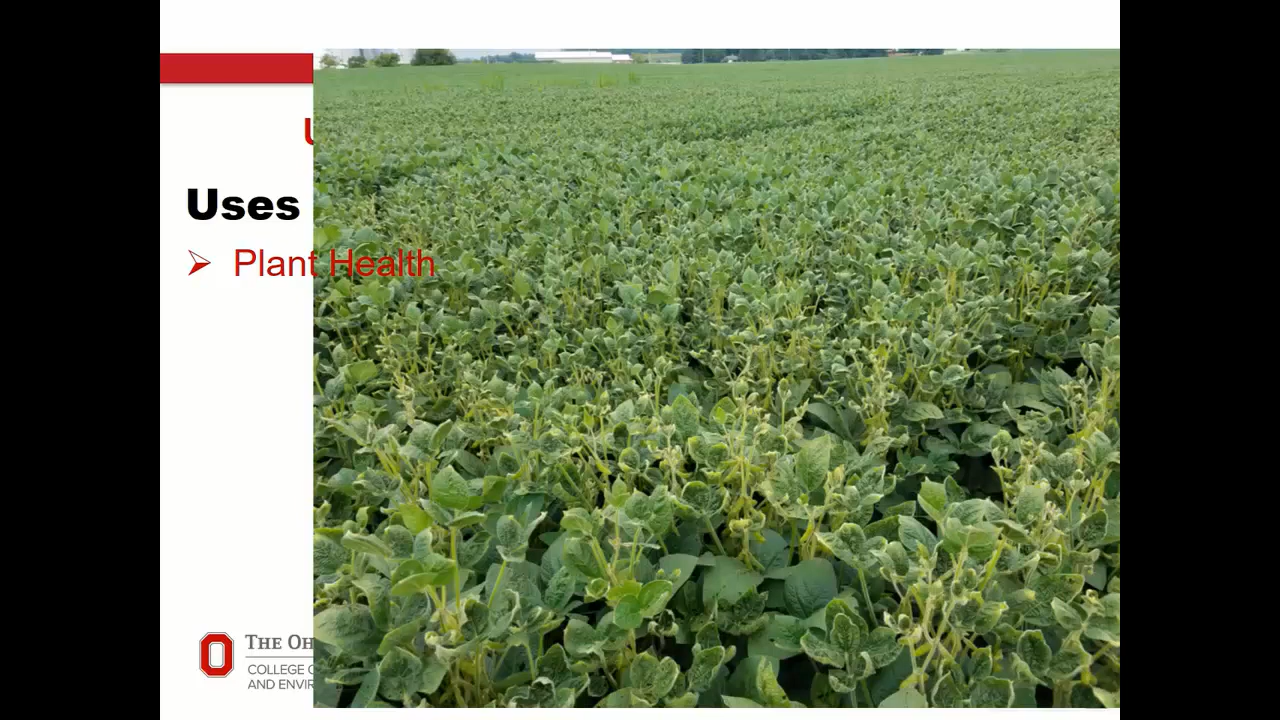 Uses
➢ Plant Health
THE OH
COLLEGE
AND ENVIR